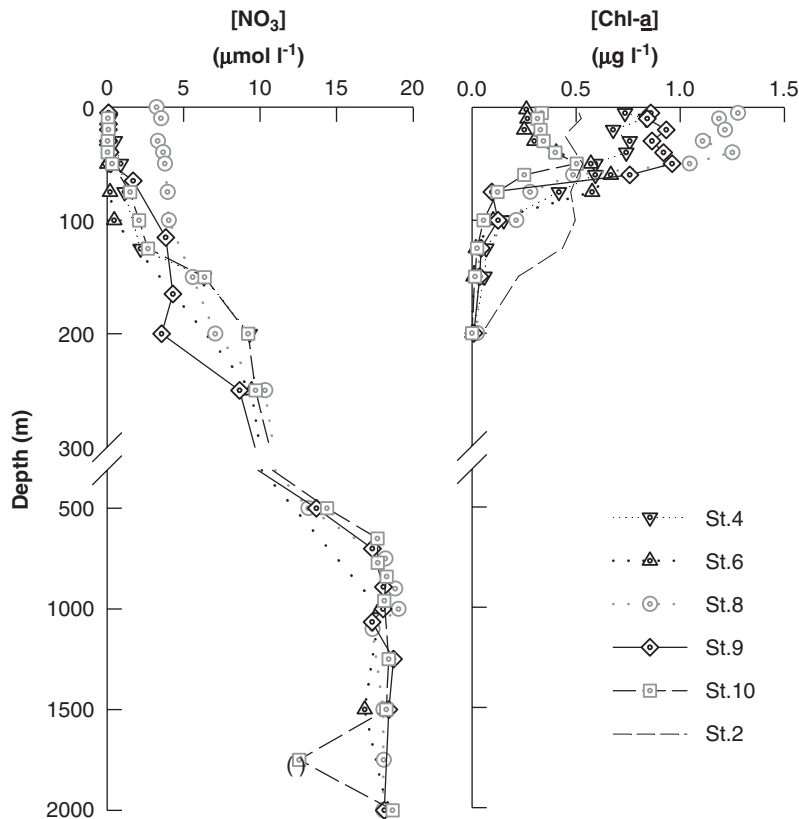 [NO3] [Chl-a]
(μmol l-1) (μg l-1)
0 5 10 15 20 0.0 0.5 1.0 1.5
0
100
200
300
500
1000
1500
2000
Depth (m)
( )
St.4
St.6
St.8
St.9
St.10
St.2